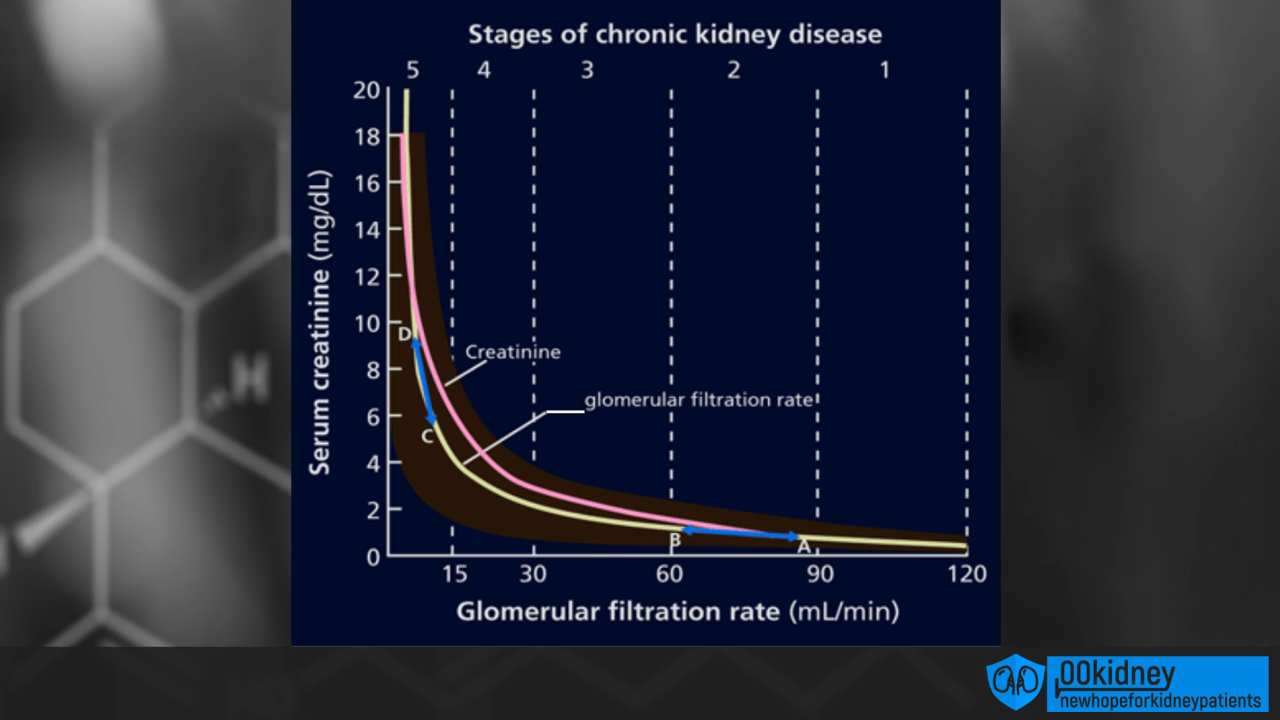 Stages of chronic kidney disease
5 4 3 2 1
20
18
16
14
12
10
8
6
4
2
0
Serum creatinine (mg/dL)
D
Creatinine
glomerular filtration rate
C
B
A
15 30 60 90 120
Glomerular filtration rate (mL/min)
H
00kidney
newhopeforkidneypatients